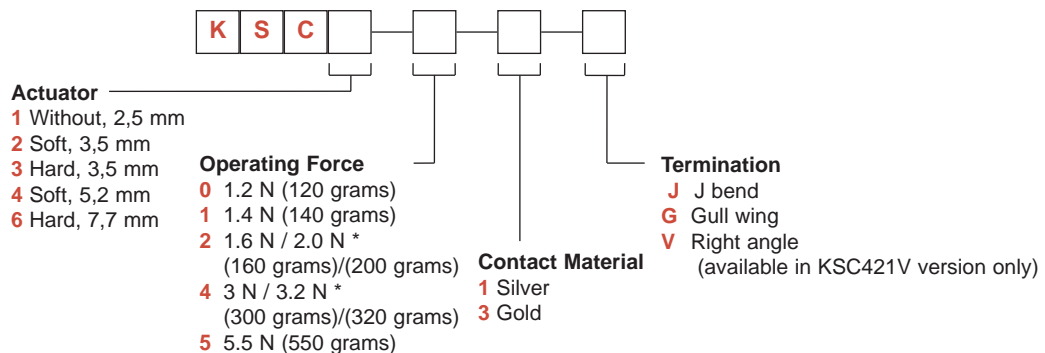 K S C
Actuator
1 Without, 2,5 mm
2 Soft, 3,5 mm
3 Hard, 3,5 mm
4 Soft, 5,2 mm
6 Hard, 7,7 mm
Operating Force
0 1.2 N (120 grams)
1 1.4 N (140 grams)
2 1.6 N / 2.0 N *
(160 grams)/(200 grams)
4 3 N / 3.2 N *
(300 grams)/(320 grams)
5 5.5 N (550 grams)
Contact Material
1 Silver
3 Gold
Termination
J J bend
G Gull wing
V Right angle
(available in KSC421V version only)